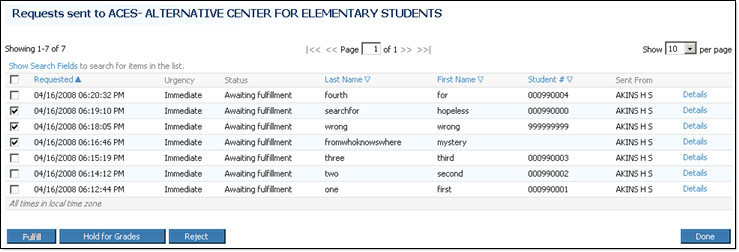 Requests sent to ACES- ALTERNATIVE CENTER FOR ELEMENTARY STUDENTS
Showing 1-7 of 7 |<< << Page 1 of 1 >> >>| Show 10 per page
Show Search Fields to search for items in the list.
Requested▲ Urgency Status Last Name▽ First Name▽ Student #▽ Sent From
04/16/2008 06:20:32 PM Immediate Awaiting fulfillment fourth for 000990004 AKINS H S Details
04/16/2008 06:19:10 PM Immediate Awaiting fulfillment searchfor hopeless 000990000 AKINS H S Details
04/16/2008 06:18:05 PM Immediate Awaiting fulfillment wrong wrong 999999999 AKINS H S Details
04/16/2008 06:16:46 PM Immediate Awaiting fulfillment fromwhoknowswhere mystery AKINS H S Details
04/16/2008 06:15:19 PM Immediate Awaiting fulfillment three third 000990003 AKINS H S Details
04/16/2008 06:14:12 PM Immediate Awaiting fulfillment two second 000990002 AKINS H S Details
04/16/2008 06:12:44 PM Immediate Awaiting fulfillment one first 000990001 AKINS H S Details
All times in local time zone
Fulfill Hold for Grades Reject Done